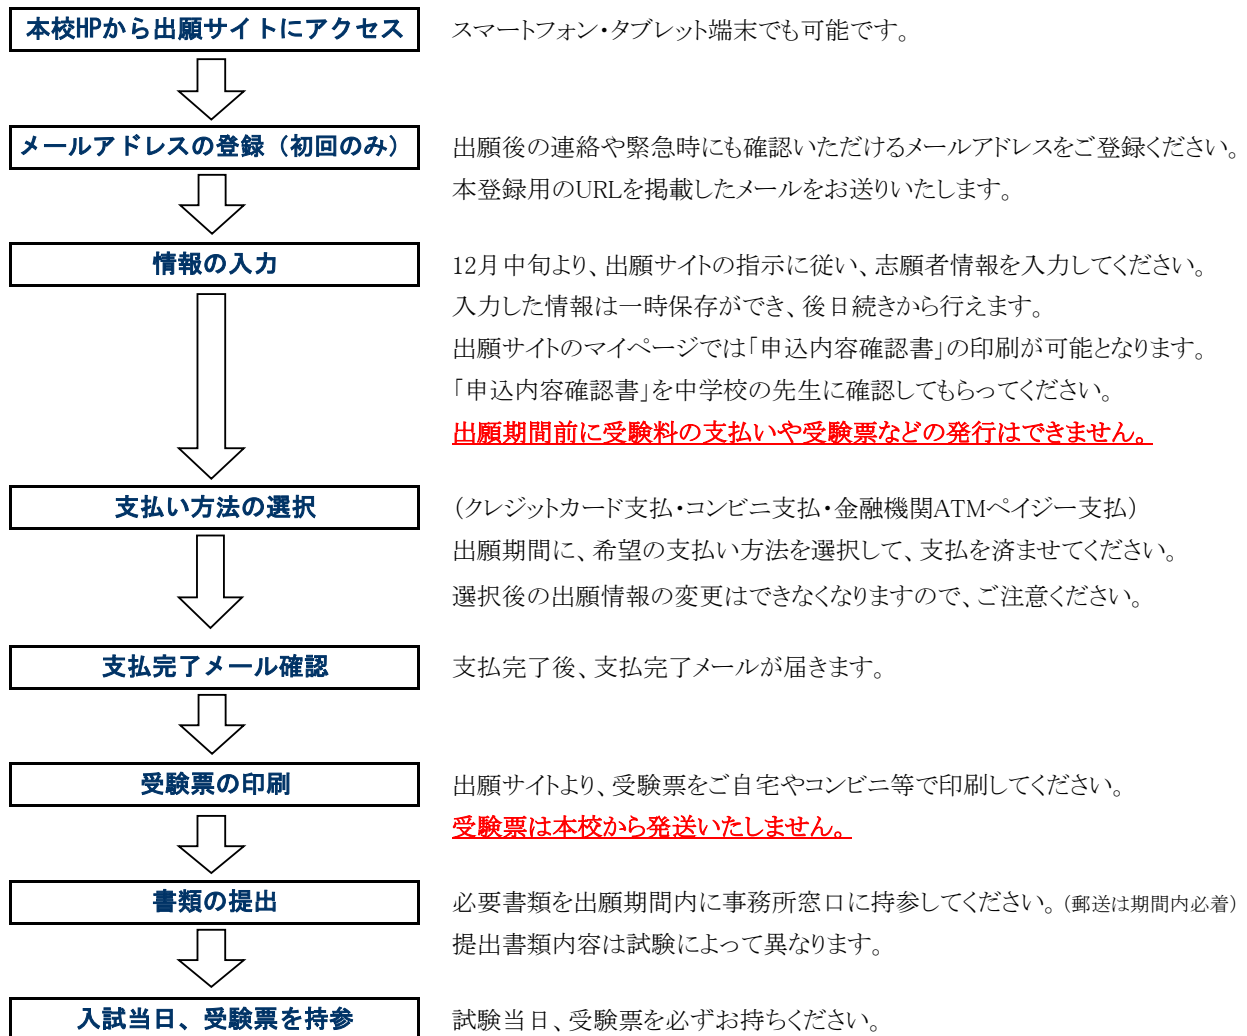 本校HPから出願サイトにアクセス
スマートフォン・タブレット端末でも可能です。
メールアドレスの登録（初回のみ）
出願後の連絡や緊急時にも確認いただけるメールアドレスをご登録ください。
本登録用のURLを掲載したメールをお送りいたします。
情報の入力
12月中旬より、出願サイトの指示に従い、志願者情報を入力してください。
入力した情報は一時保存ができ、後日続きから行えます。
出願サイトのマイページでは「申込内容確認書」の印刷が可能となります。
「申込内容確認書」を中学校の先生に確認してもらってください。
出願期間前に受験料の支払いや受験票などの発行はできません。
支払い方法の選択
（クレジットカード支払・コンビニ支払・金融機関ATMペイジー支払）
出願期間に、希望の支払い方法を選択して、支払を済ませてください。
選択後の出願情報の変更はできなくなりますので、ご注意ください。
支払完了メール確認
支払完了後、支払完了メールが届きます。
受験票の印刷
出願サイトより、受験票をご自宅やコンビニ等で印刷してください。
受験票は本校から発送いたしません。
書類の提出
必要書類を出願期間内に事務所窓口に持参してください。（郵送は期間内必着）
提出書類内容は試験によって異なります。
入試当日、受験票を持参
試験当日、受験票を必ずお持ちください。